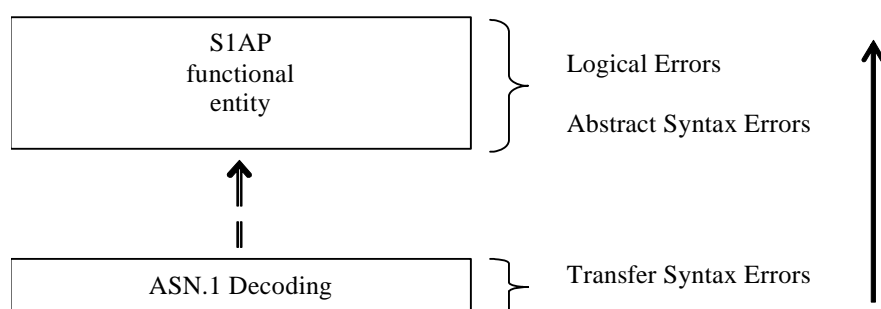 S1AP
functional
entity
Logical Errors
Abstract Syntax Errors
ASN.1 Decoding
Transfer Syntax Errors